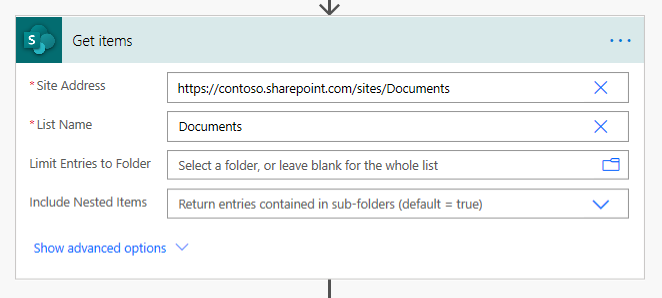 S
Get items
...
* Site Address
https://contoso.sharepoint.com/sites/Documents
* List Name
Documents
Limit Entries to Folder
Select a folder, or leave blank for the whole list
Include Nested Items
Return entries contained in sub-folders (default = true)
Show advanced options